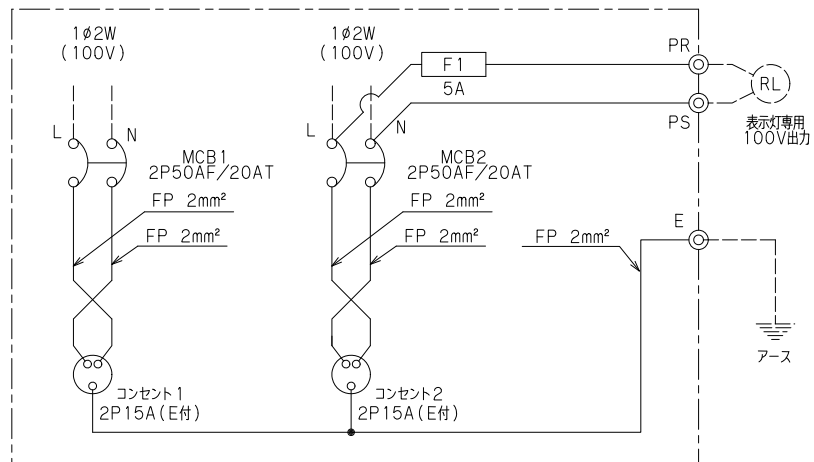 1φ2W
(100V)
1φ2W
(100V)
F1
5A
PR
PS
RL
表示灯専用
100V出力
L
N
L
N
MCB1
2P50AF/20AT
MCB2
2P50AF/20AT
FP 2mm²
FP 2mm²
FP 2mm²
FP 2mm²
FP 2mm²
E
アース
コンセント1
2P15A(E付)
コンセント2
2P15A(E付)